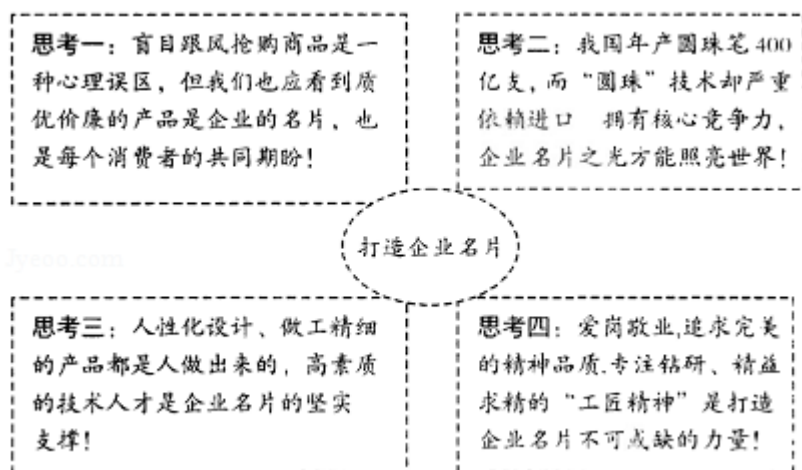 思考一：盲目跟风抢购商品是一
种心理误区，但我们也应看到质
优价廉的产品是企业的名片，也
是每个消费者的共同期盼！
思考二：我国年产圆珠笔400
亿支，而“圆珠”技术却严重
依赖进口 拥有核心竞争力，
企业名片之光方能照亮世界！
打造企业名片
思考三：人性化设计、做工精细
的产品都是人做出来的，高素质
的技术人才是企业名片的坚实
支撑！
思考四：爱岗敬业,追求完美
的精神品质、专注钻研、精益
求精的“工匠精神”是打造
企业名片不可或缺的力量！